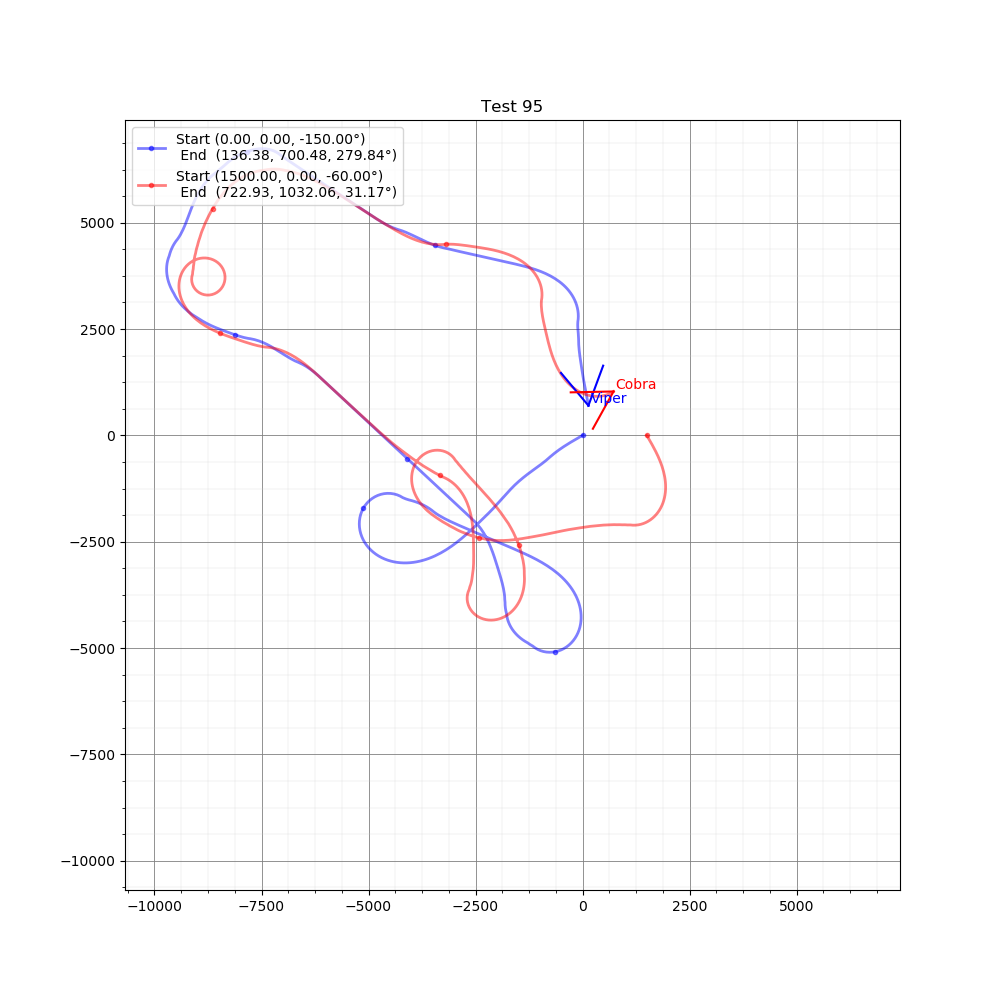 Test 95
Start (0.00, 0.00, -150.00°)
End (136.38, 700.48, 279.84°)
Start (1500.00, 0.00, -60.00°)
End (722.93, 1032.06, 31.17°)
5000
2500
0
−2500
−5000
−7500
−10000
Cobra
Viper
−10000
−7500
−5000
−2500
0
2500
5000